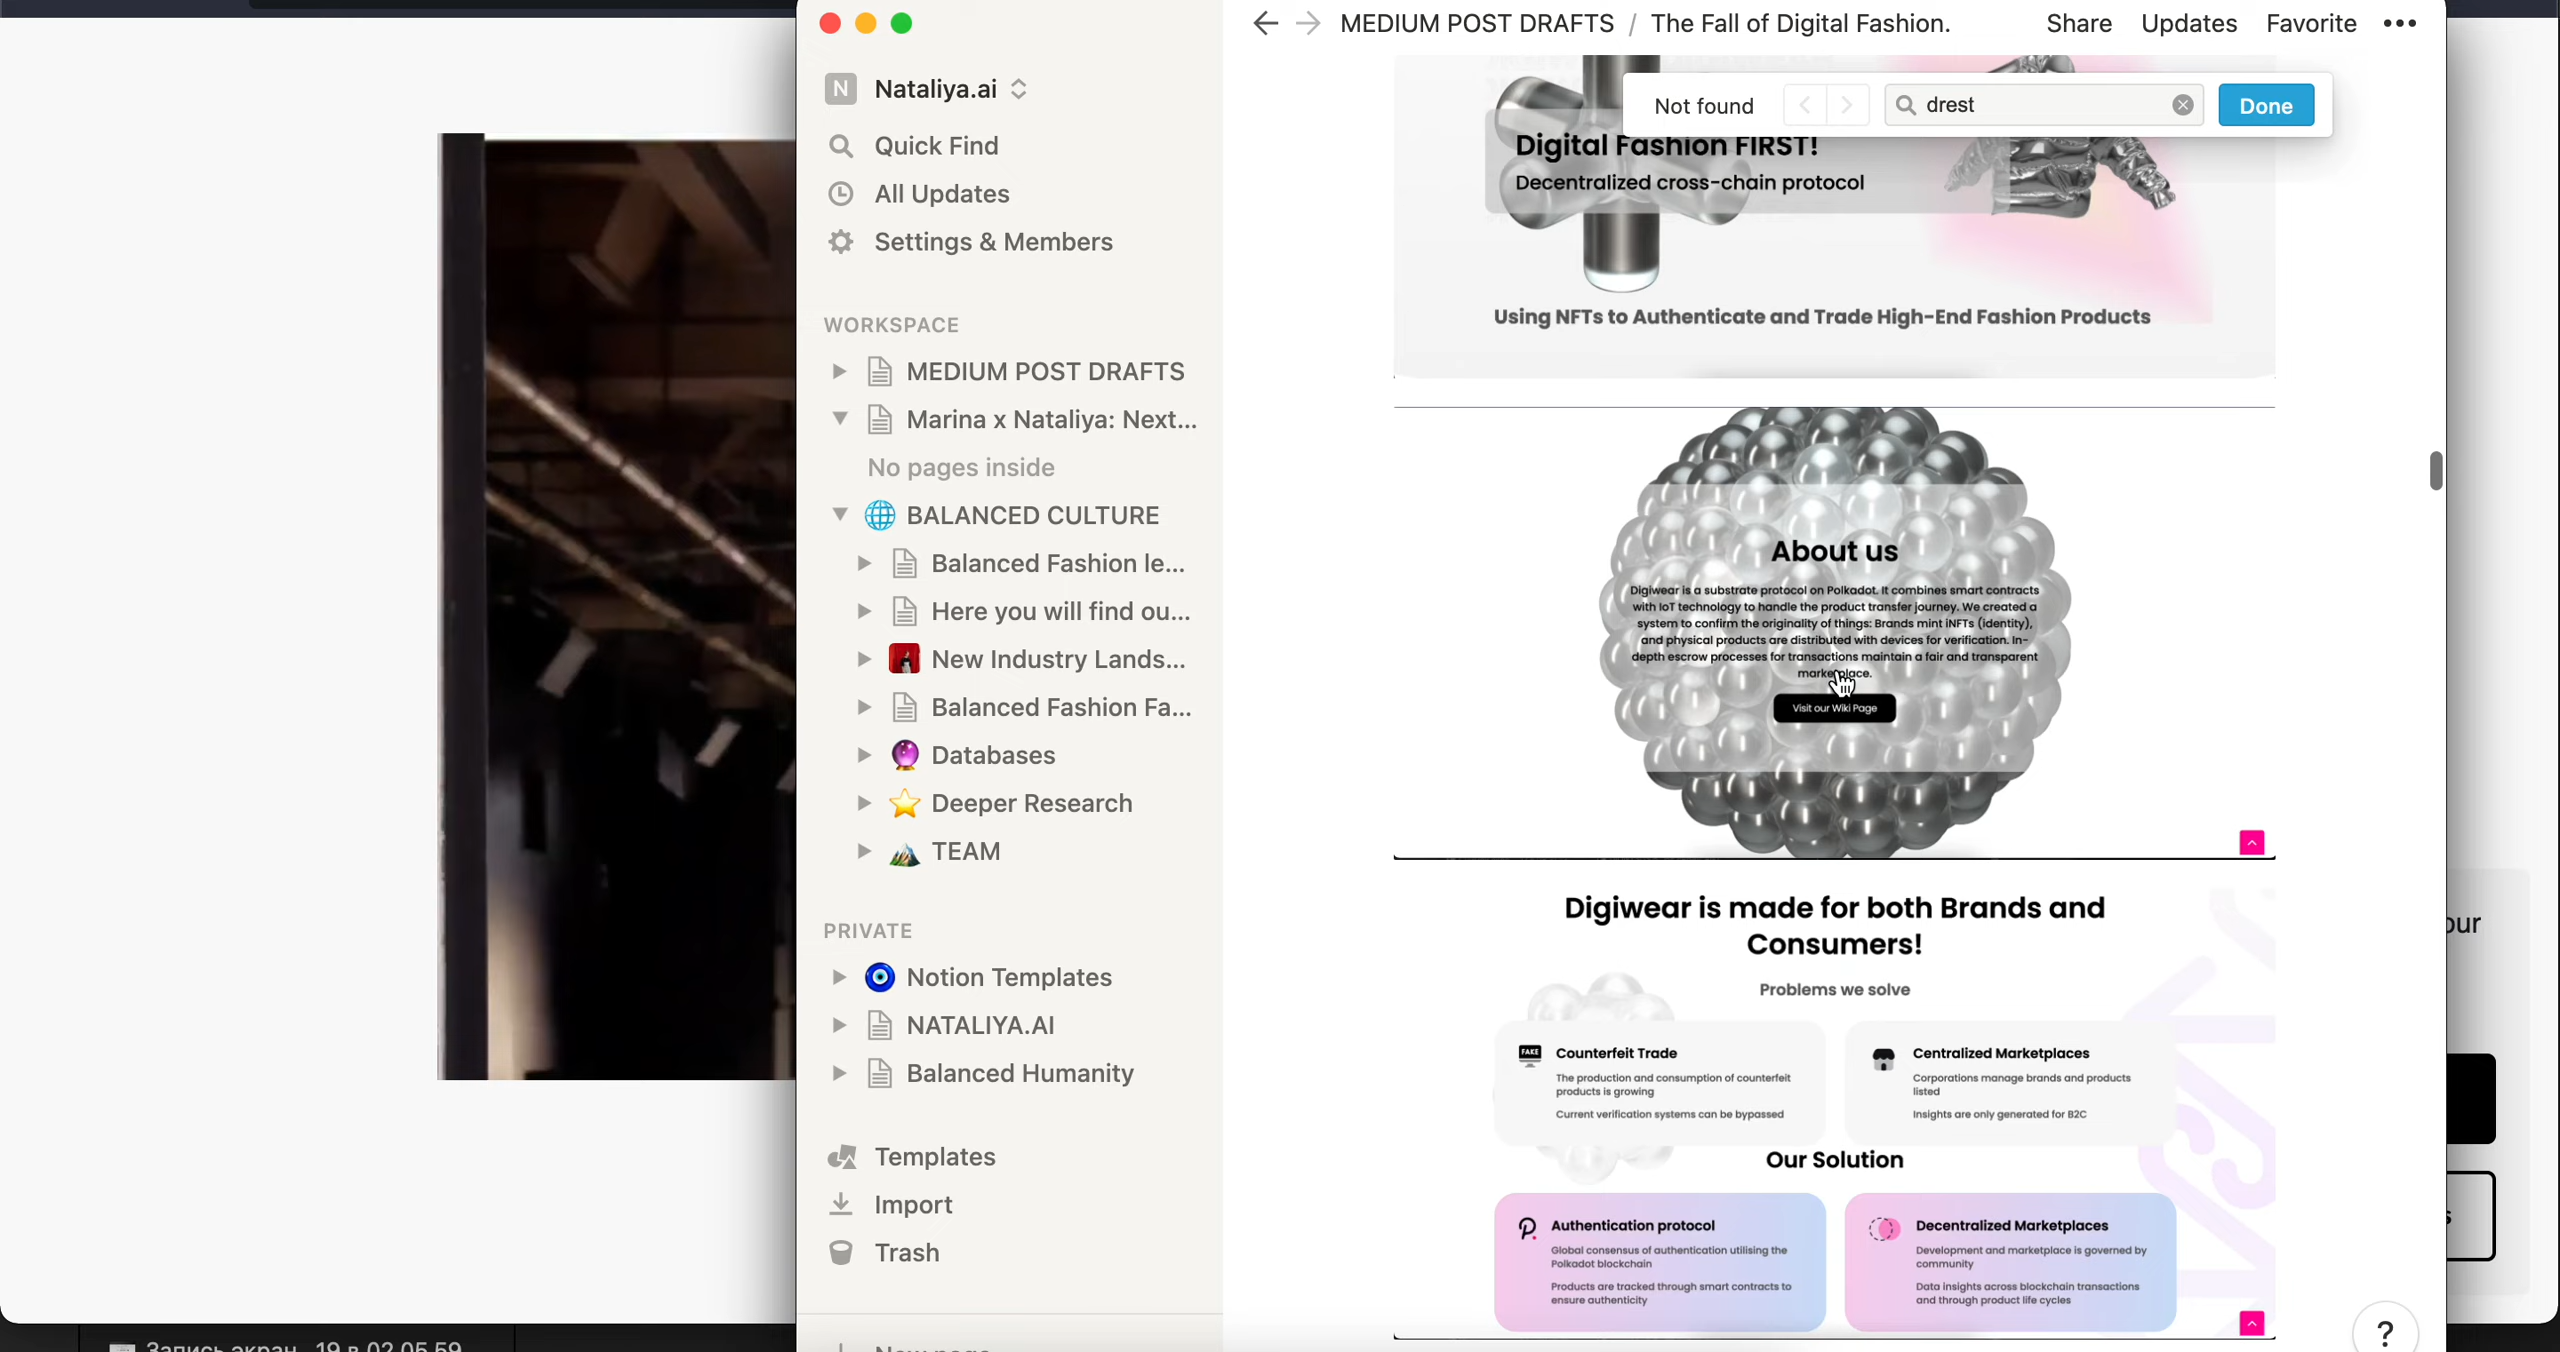 MEDIUM POST DRAFTS / The Fall of Digital Fashion.
Share Updates Favorite •••
N Nataliya.ai
Quick Find
All Updates
Settings & Members
WORKSPACE
MEDIUM POST DRAFTS
Marina x Nataliya: Next...
No pages inside
BALANCED CULTURE
Balanced Fashion le...
Here you will find ou...
New Industry Lands...
Balanced Fashion Fa...
Databases
Deeper Research
TEAM
PRIVATE
Notion Templates
NATALIYA.AI
Balanced Humanity
Templates
Import
Trash
Not found
drest
Done
Digital Fashion FIRST!
Decentralized cross-chain protocol
Using NFTs to Authenticate and Trade High-End Fashion Products
About us
Digiwear is a substrate protocol on Polkadot. It combines smart contracts
with IoT technology to handle the product transfer journey. We created a
system to confirm the originality of things: Brands mint iNFTs (identity),
and physical products are distributed with devices for verification. In-
depth escrow processes for transactions maintain a fair and transparent
marketplace.
Visit our Wiki Page
Digiwear is made for both Brands and
Consumers!
Problems we solve
FAKE
Counterfeit Trade
The production and consumption of counterfeit
products is growing
Current verification systems can be bypassed
Centralized Marketplaces
Corporations manage brands and products
listed
Insights are only generated for B2C
Our Solution
Authentication protocol
Global consensus of authentication utilising the
Polkadot blockchain
Products are tracked through smart contracts to
ensure authenticity
Decentralized Marketplaces
Development and marketplace is governed by
community
Data insights across blockchain transactions
and through product life cycles
?